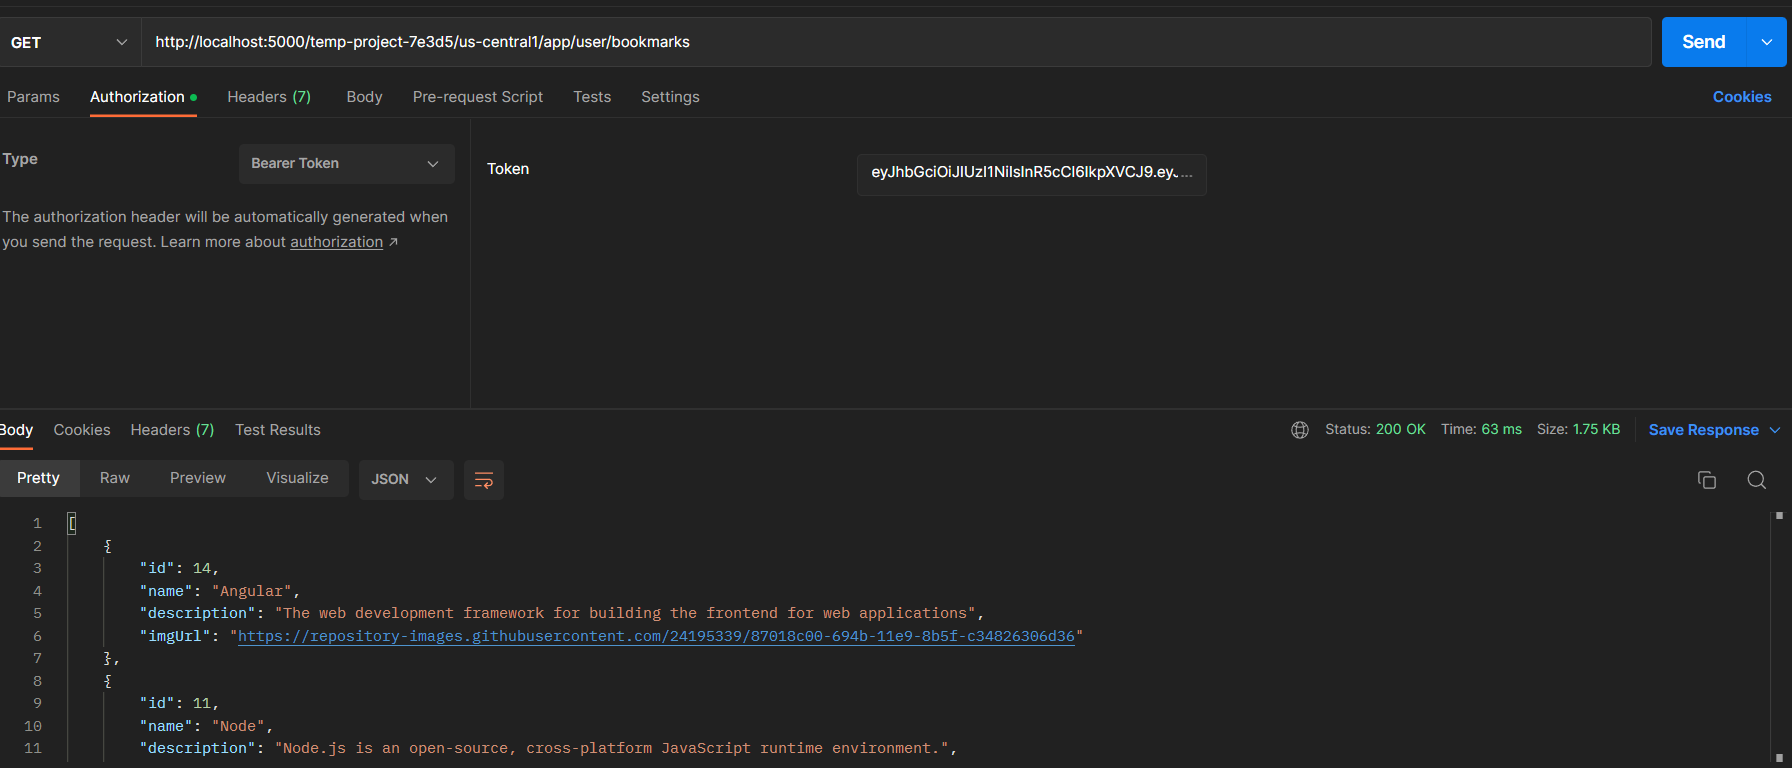 GET http://localhost:5000/temp-project-7e3d5/us-central1/app/user/bookmarks Send
Params Authorization Headers (7) Body Pre-request Script Tests Settings Cookies
Type Bearer Token
The authorization header will be automatically generated when
you send the request. Learn more about authorization ↗
Token eyJhbGciOiJIUzI1NiIsInR5cCI6IkpXVCJ9.eyJ...
Body Cookies Headers (7) Test Results Status: 200 OK Time: 63 ms Size: 1.75 KB Save Response
Pretty Raw Preview Visualize JSON
1 [
2 {
3 "id": 14,
4 "name": "Angular",
5 "description": "The web development framework for building the frontend for web applications",
6 "imgUrl": "https://repository-images.githubusercontent.com/24195339/87018c00-694b-11e9-8b5f-c34826306d36"
7 },
8 {
9 "id": 11,
10 "name": "Node",
11 "description": "Node.js is an open-source, cross-platform JavaScript runtime environment.",